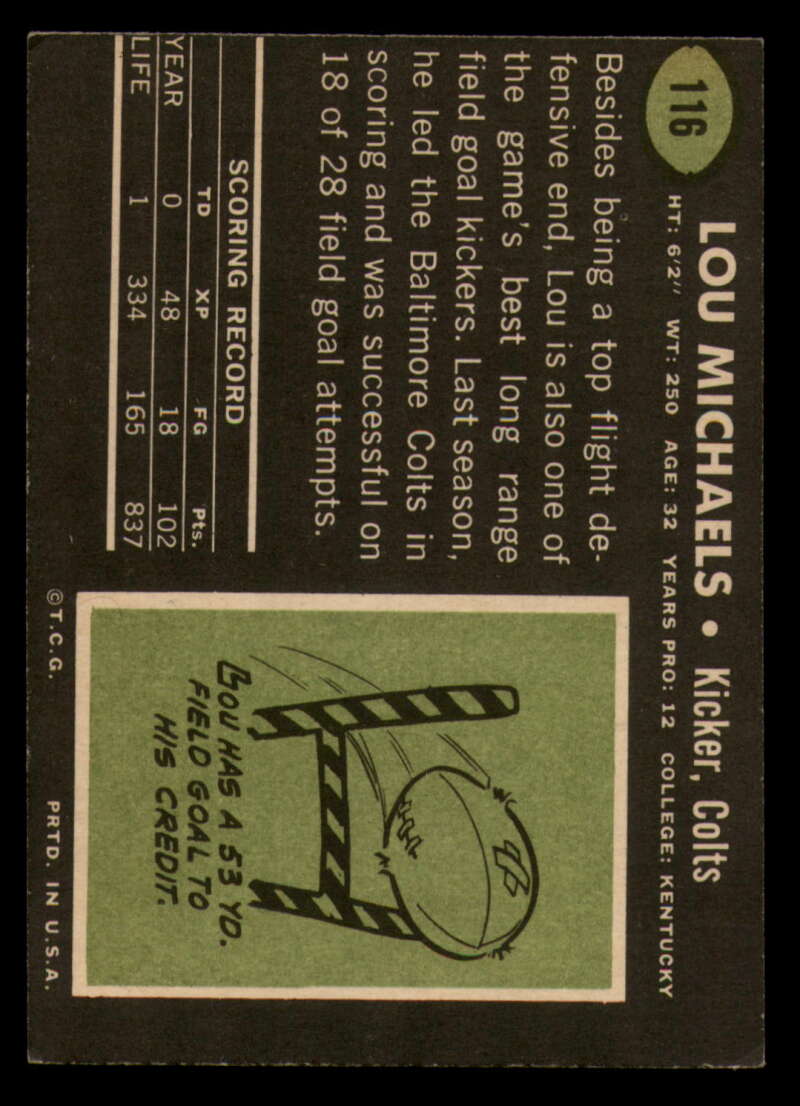 116
LOU MICHAELS • Kicker, Colts
HT: 6'2" WT: 250 AGE: 32 YEARS PRO: 12 COLLEGE: KENTUCKY
Besides being a top flight de-
fensive end, Lou is also one of
the game's best long range
field goal kickers. Last season,
he led the Baltimore Colts in
scoring and was successful on
18 of 28 field goal attempts.
SCORING RECORD
TD XP FG Pts.
YEAR 0 48 18 102
LIFE 1 334 165 837
LOU HAS A 53 YD.
FIELD GOAL TO
HIS CREDIT.
©T.C.G. PRTD. IN U.S.A.